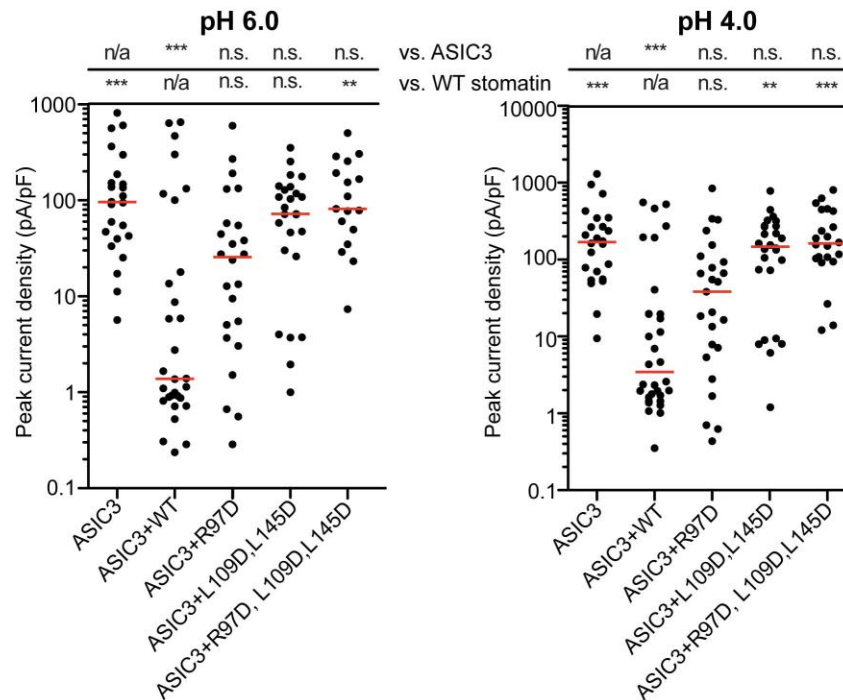 pH 6.0
pH 4.0
n/a *** n.s. n.s. n.s. vs. ASIC3 n/a *** n.s. n.s. n.s.
*** n/a n.s. n.s. ** vs. WT stomatin *** n/a n.s. ** ***
Peak current density (pA/pF)
1000
100
10
1
0.1
ASIC3
ASIC3+WT
ASIC3+R97D
ASIC3+L109D,L145D
ASIC3+R97D, L109D,L145D
Peak current density (pA/pF)
10000
1000
100
10
1
0.1
ASIC3
ASIC3+WT
ASIC3+R97D
ASIC3+L109D,L145D
ASIC3+R97D, L109D,L145D